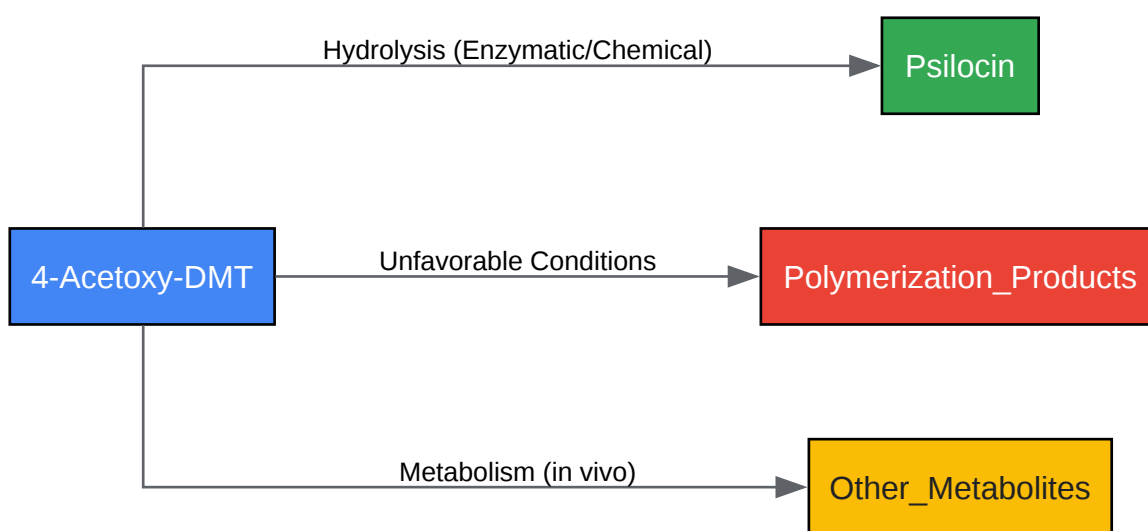 Hydrolysis (Enzymatic/Chemical)
Psilocin
4-Acetoxy-DMT
Unfavorable Conditions
Polymerization_Products
Metabolism (in vivo)
Other_Metabolites